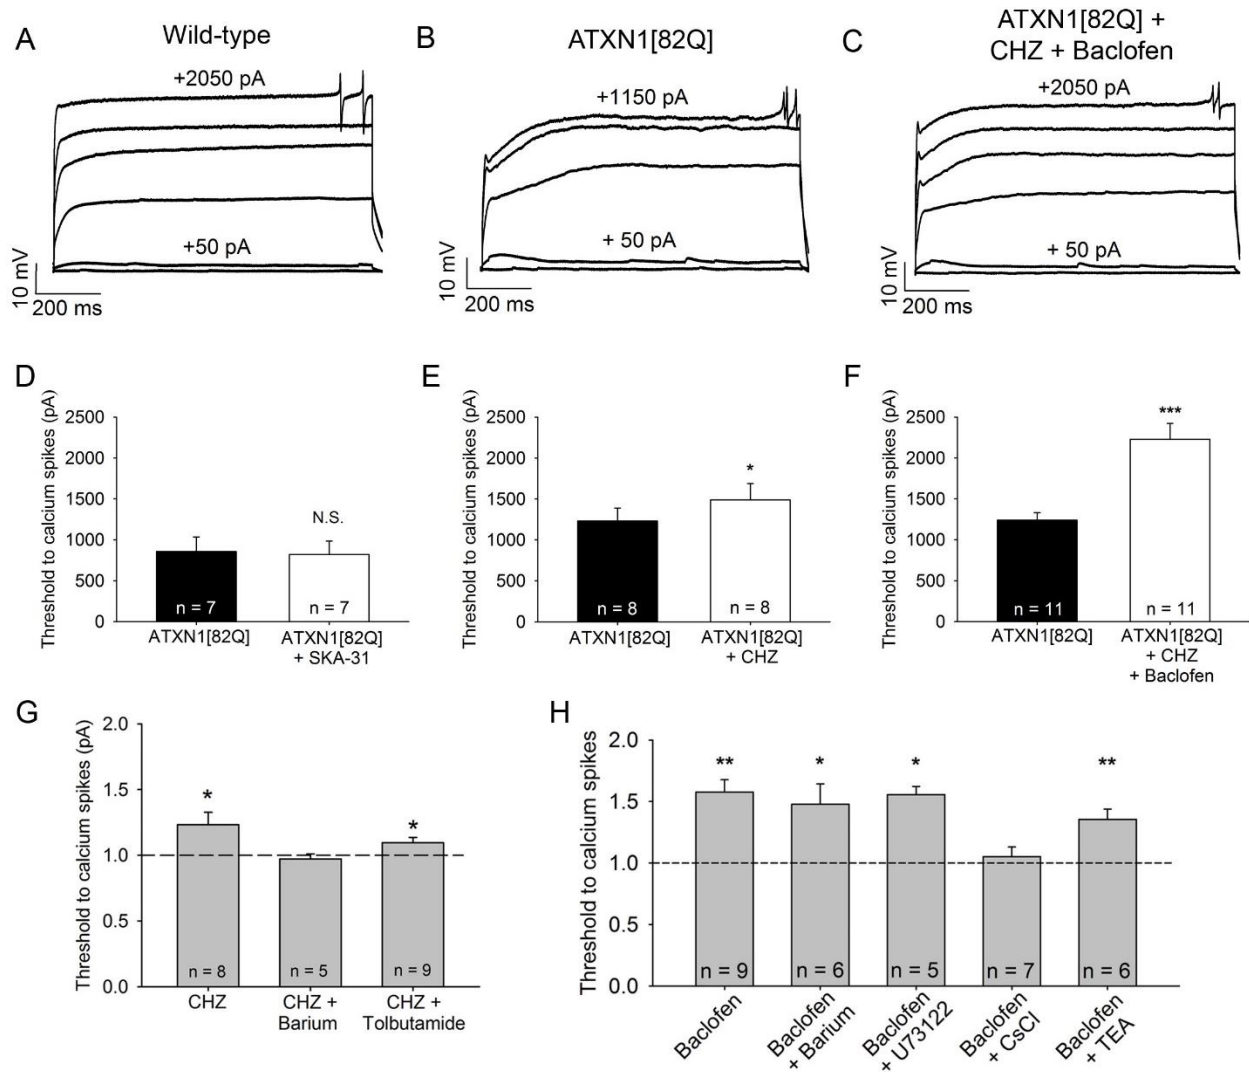 A
Wild-type
+2050 pA
+50 pA
10 mV
200 ms
B
ATXN1[82Q]
+1150 pA
+ 50 pA
10 mV
200 ms
C
ATXN1[82Q] +
CHZ + Baclofen
+2050 pA
+ 50 pA
10 mV
200 ms
D
Threshold to calcium spikes (pA)
2500
2000
1500
1000
500
0
N.S.
n = 7
n = 7
ATXN1[82Q]
ATXN1[82Q]
+ SKA-31
E
Threshold to calcium spikes (pA)
2500
2000
1500
1000
500
0
*
n = 8
n = 8
ATXN1[82Q]
ATXN1[82Q]
+ CHZ
F
Threshold to calcium spikes (pA)
2500
2000
1500
1000
500
0
***
n = 11
n = 11
ATXN1[82Q]
ATXN1[82Q]
+ CHZ
+ Baclofen
G
Threshold to calcium spikes (pA)
2.0
1.5
1.0
0.5
0.0
*
*
n = 8
n = 5
n = 9
CHZ
CHZ +
Barium
CHZ +
Tolbutamide
H
Threshold to calcium spikes
2.0
1.5
1.0
0.5
0.0
**
*
*
**
n = 9
n = 6
n = 5
n = 7
n = 6
Baclofen
Baclofen
+ Barium
Baclofen
+ U73122
Baclofen
+ CsCl
Baclofen
+ TEA